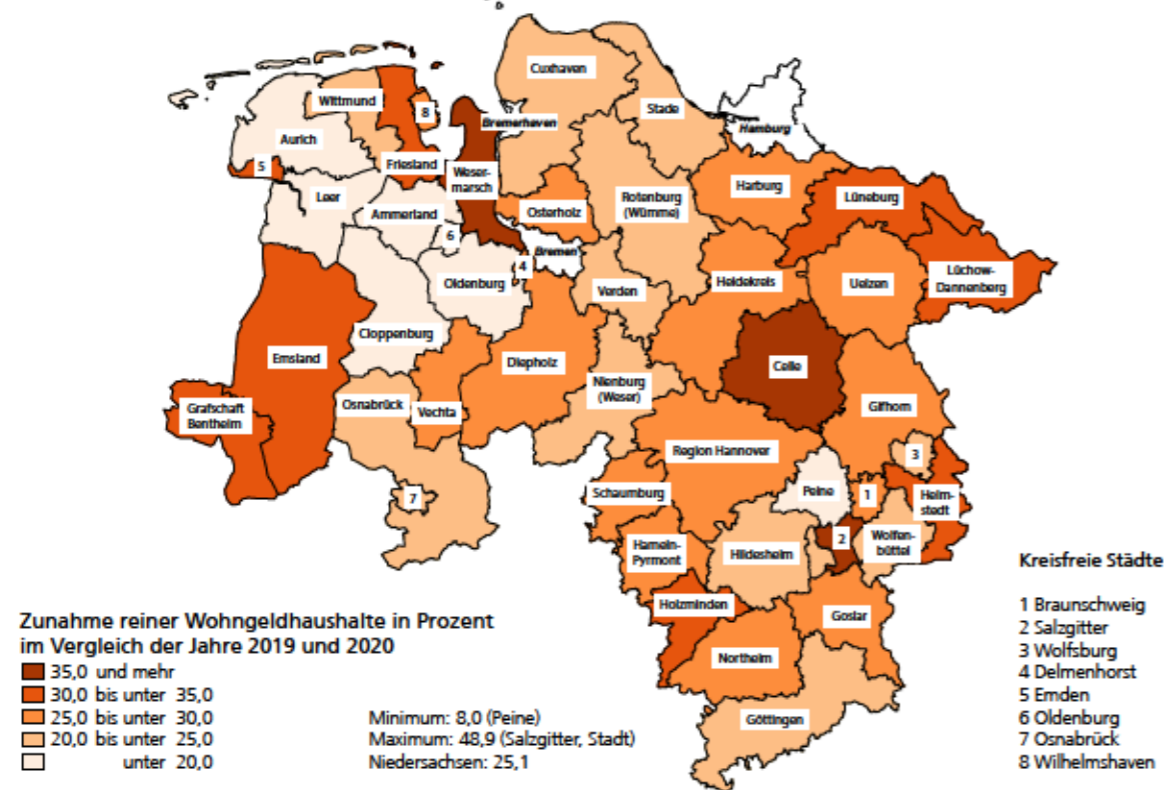 Cuxhaven
Wittmund
8
Stade
Bremerhaven
Hamburg
Aurich
5
Friesland
Weser-
marsch
Harburg
Lüneburg
Leer
Ammerland
Osterholz
Rotenburg
(Wümme)
6
Bremen
4
Oldenburg
Verden
Heidekreis
Uelzen
Lüchow-
Dannenberg
Cloppenburg
Emsland
Diepholz
Celle
Nienburg
(Weser)
Grafschaft
Bentheim
Osnabrück
Vechta
Gifhorn
Region Hannover
3
7
Schaumburg
Peine
1
Helm-
stedt
2
Wolfen-
büttel
Hameln-
Pyrmont
Hildesheim
Holzminden
Goslar
Northeim
Göttingen
Zunahme reiner Wohngeldhaushalte in Prozent
im Vergleich der Jahre 2019 und 2020
35,0 und mehr
30,0 bis unter 35,0
25,0 bis unter 30,0
20,0 bis unter 25,0
unter 20,0
Minimum: 8,0 (Peine)
Maximum: 48,9 (Salzgitter, Stadt)
Niedersachsen: 25,1
Kreisfreie Städte
1 Braunschweig
2 Salzgitter
3 Wolfsburg
4 Delmenhorst
5 Emden
6 Oldenburg
7 Osnabrück
8 Wilhelmshaven